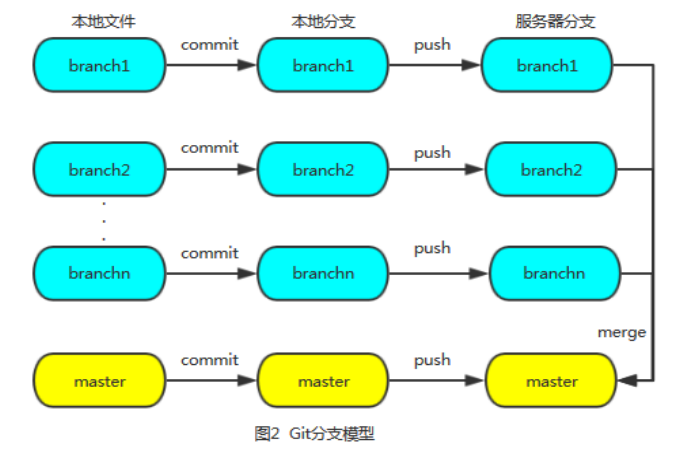 本地文件 本地分支 服务器分支
commit push
branch1 branch1 branch1
commit push
branch2 branch2 branch2
commit push
branchn branchn branchn
merge
commit push
master master master
图2 Git分支模型